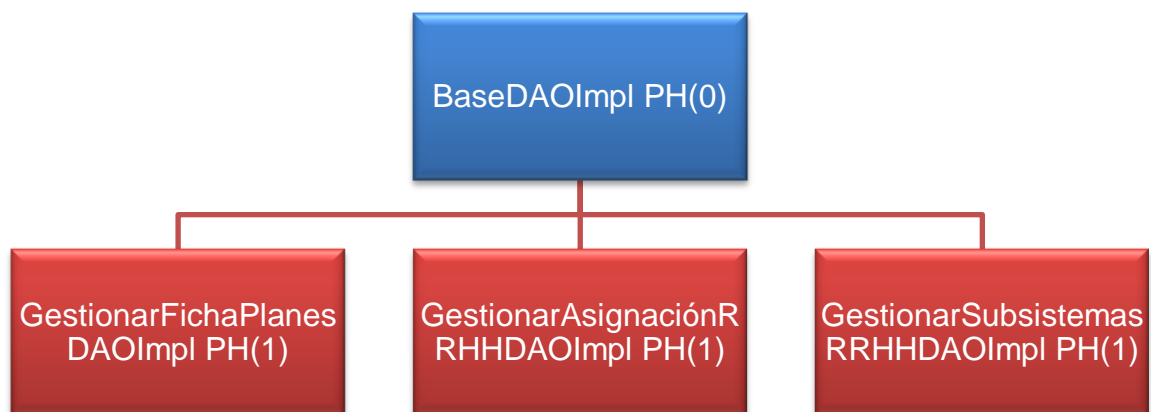 BaseDAOImpl PH(0)
GestionarFichaPlanes
DAOImpl PH(1)
GestionarAsignaciónR
RHHDAOImpl PH(1)
GestionarSubsistemas
RRHHDAOImpl PH(1)